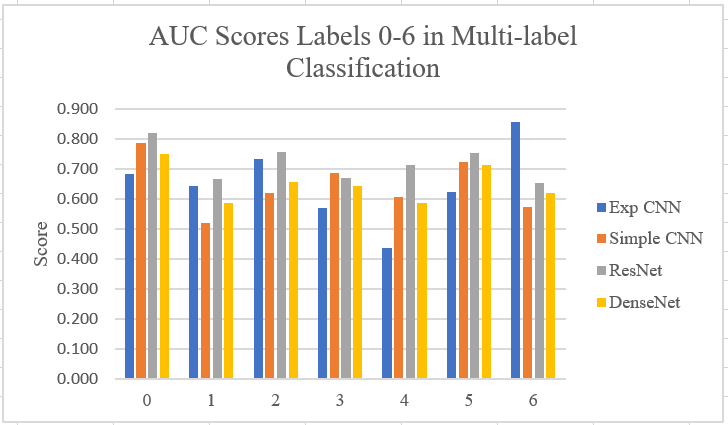 AUC Scores Labels 0-6 in Multi-label
Classification
0.900
0.800
0.700
0.600
0.500
0.400
0.300
0.200
0.100
0.000
Score
0 1 2 3 4 5 6
Exp CNN
Simple CNN
ResNet
DenseNet